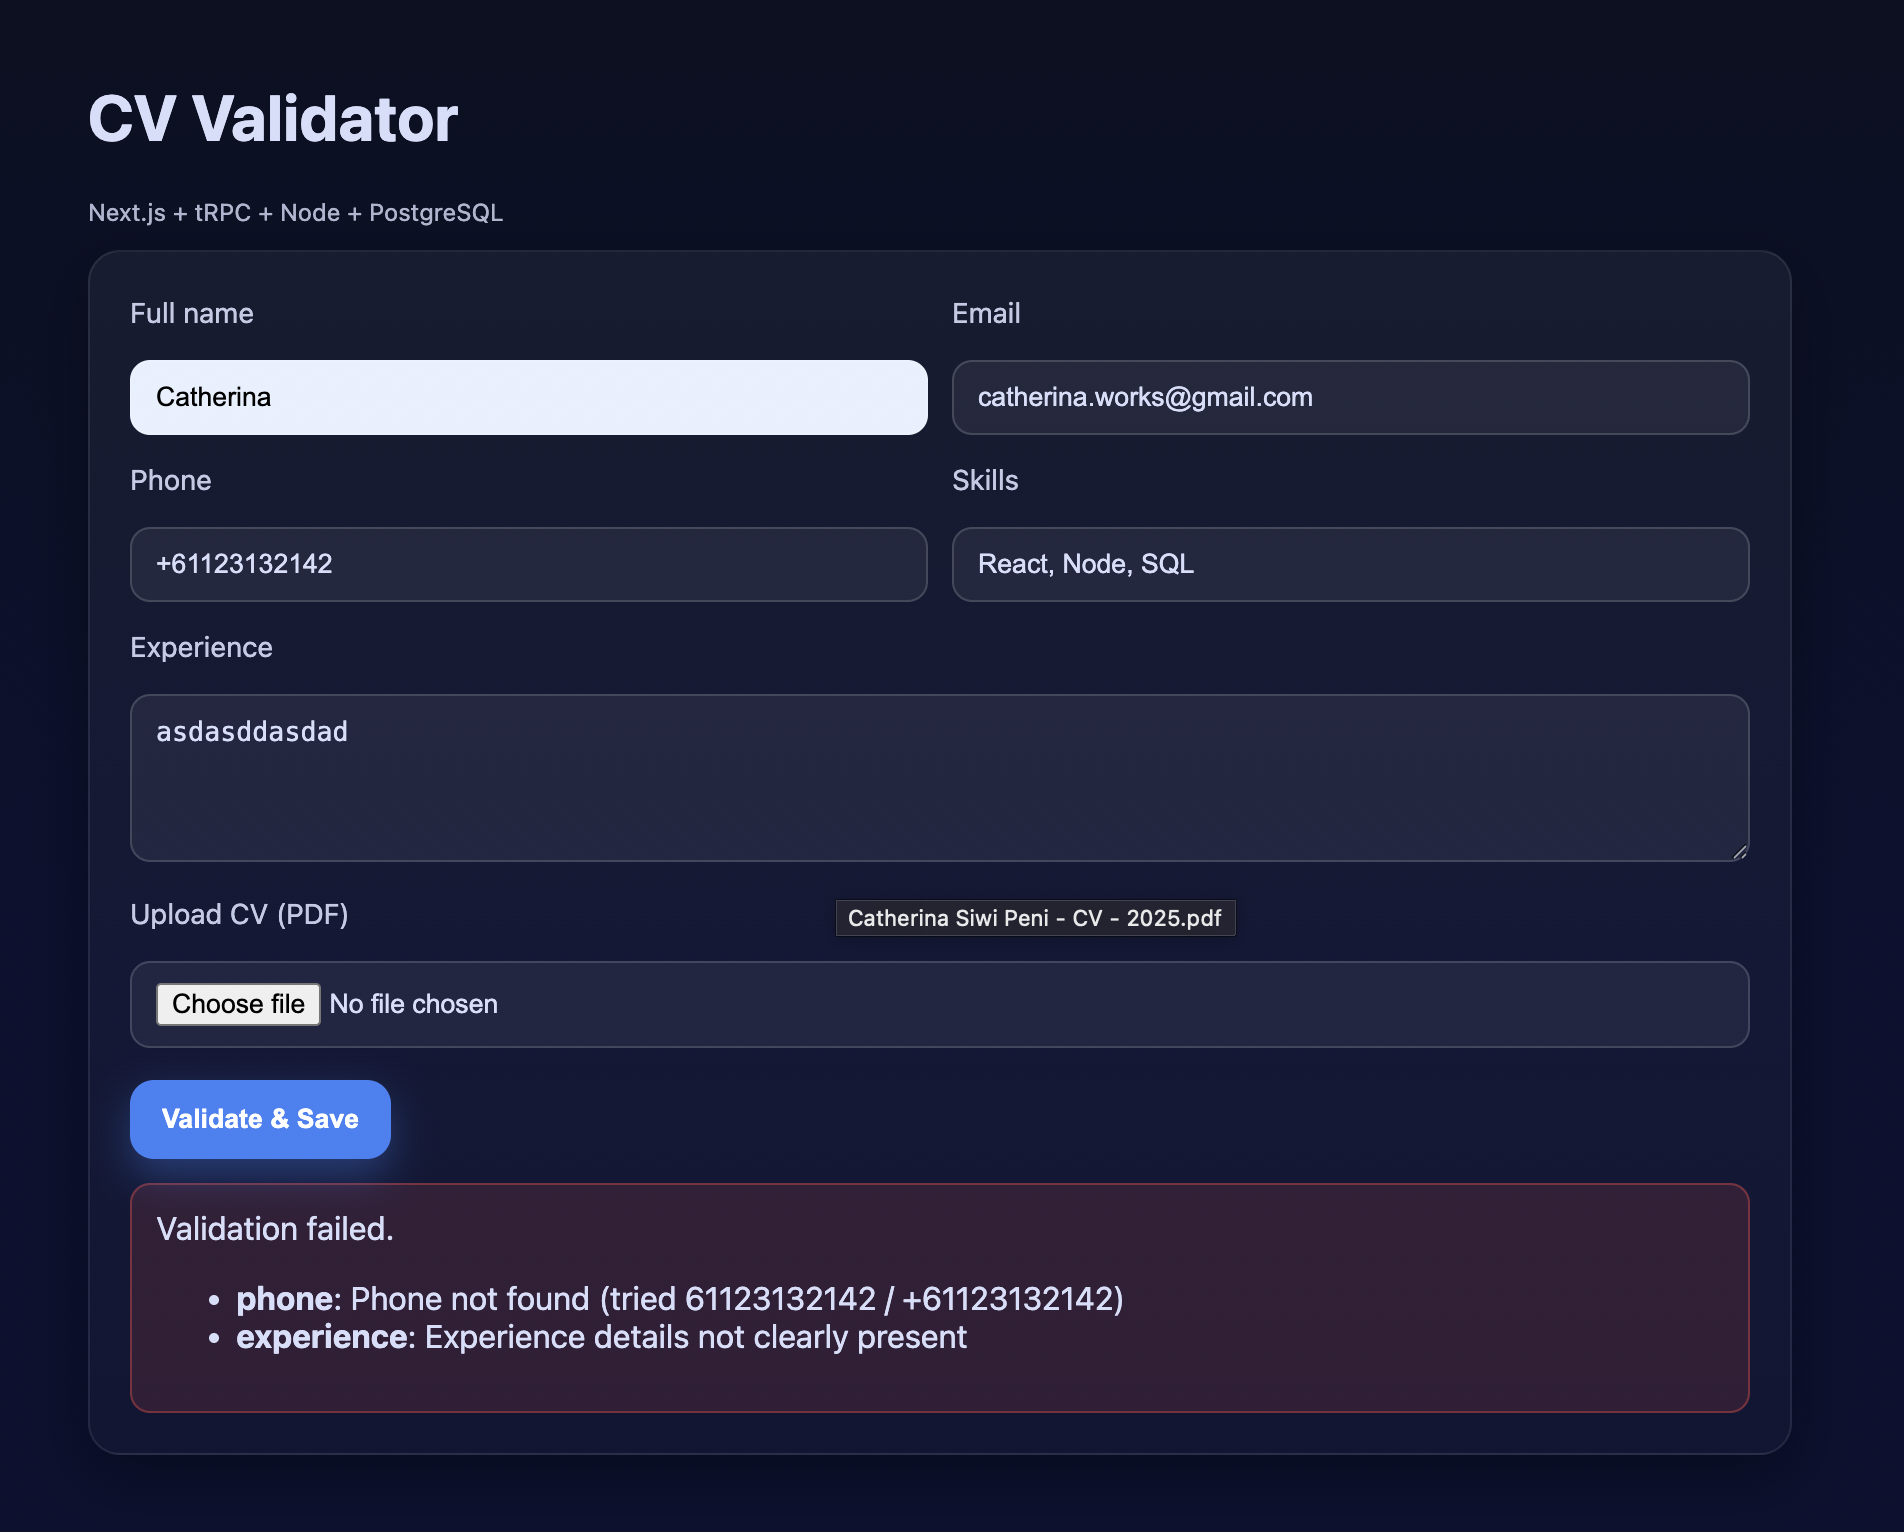 CV Validator
Next.js + tRPC + Node + PostgreSQL
Full name
Email
Catherina
catherina.works@gmail.com
Phone
Skills
+61123132142
React, Node, SQL
Experience
asdasddasdad
Upload CV (PDF)
Catherina Siwi Peni - CV - 2025.pdf
Choose file No file chosen
Validate & Save
Validation failed.
• phone: Phone not found (tried 61123132142 / +61123132142)
• experience: Experience details not clearly present